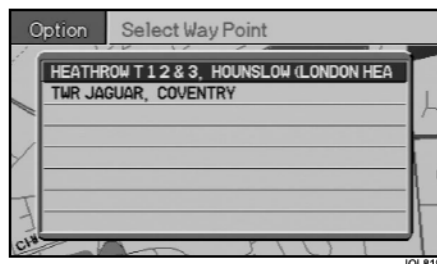 Option Select Way Point
HEATHROW T 1 2 & 3, HOUNSLOW (LONDON HEA
TWR JAGUAR, COVENTRY